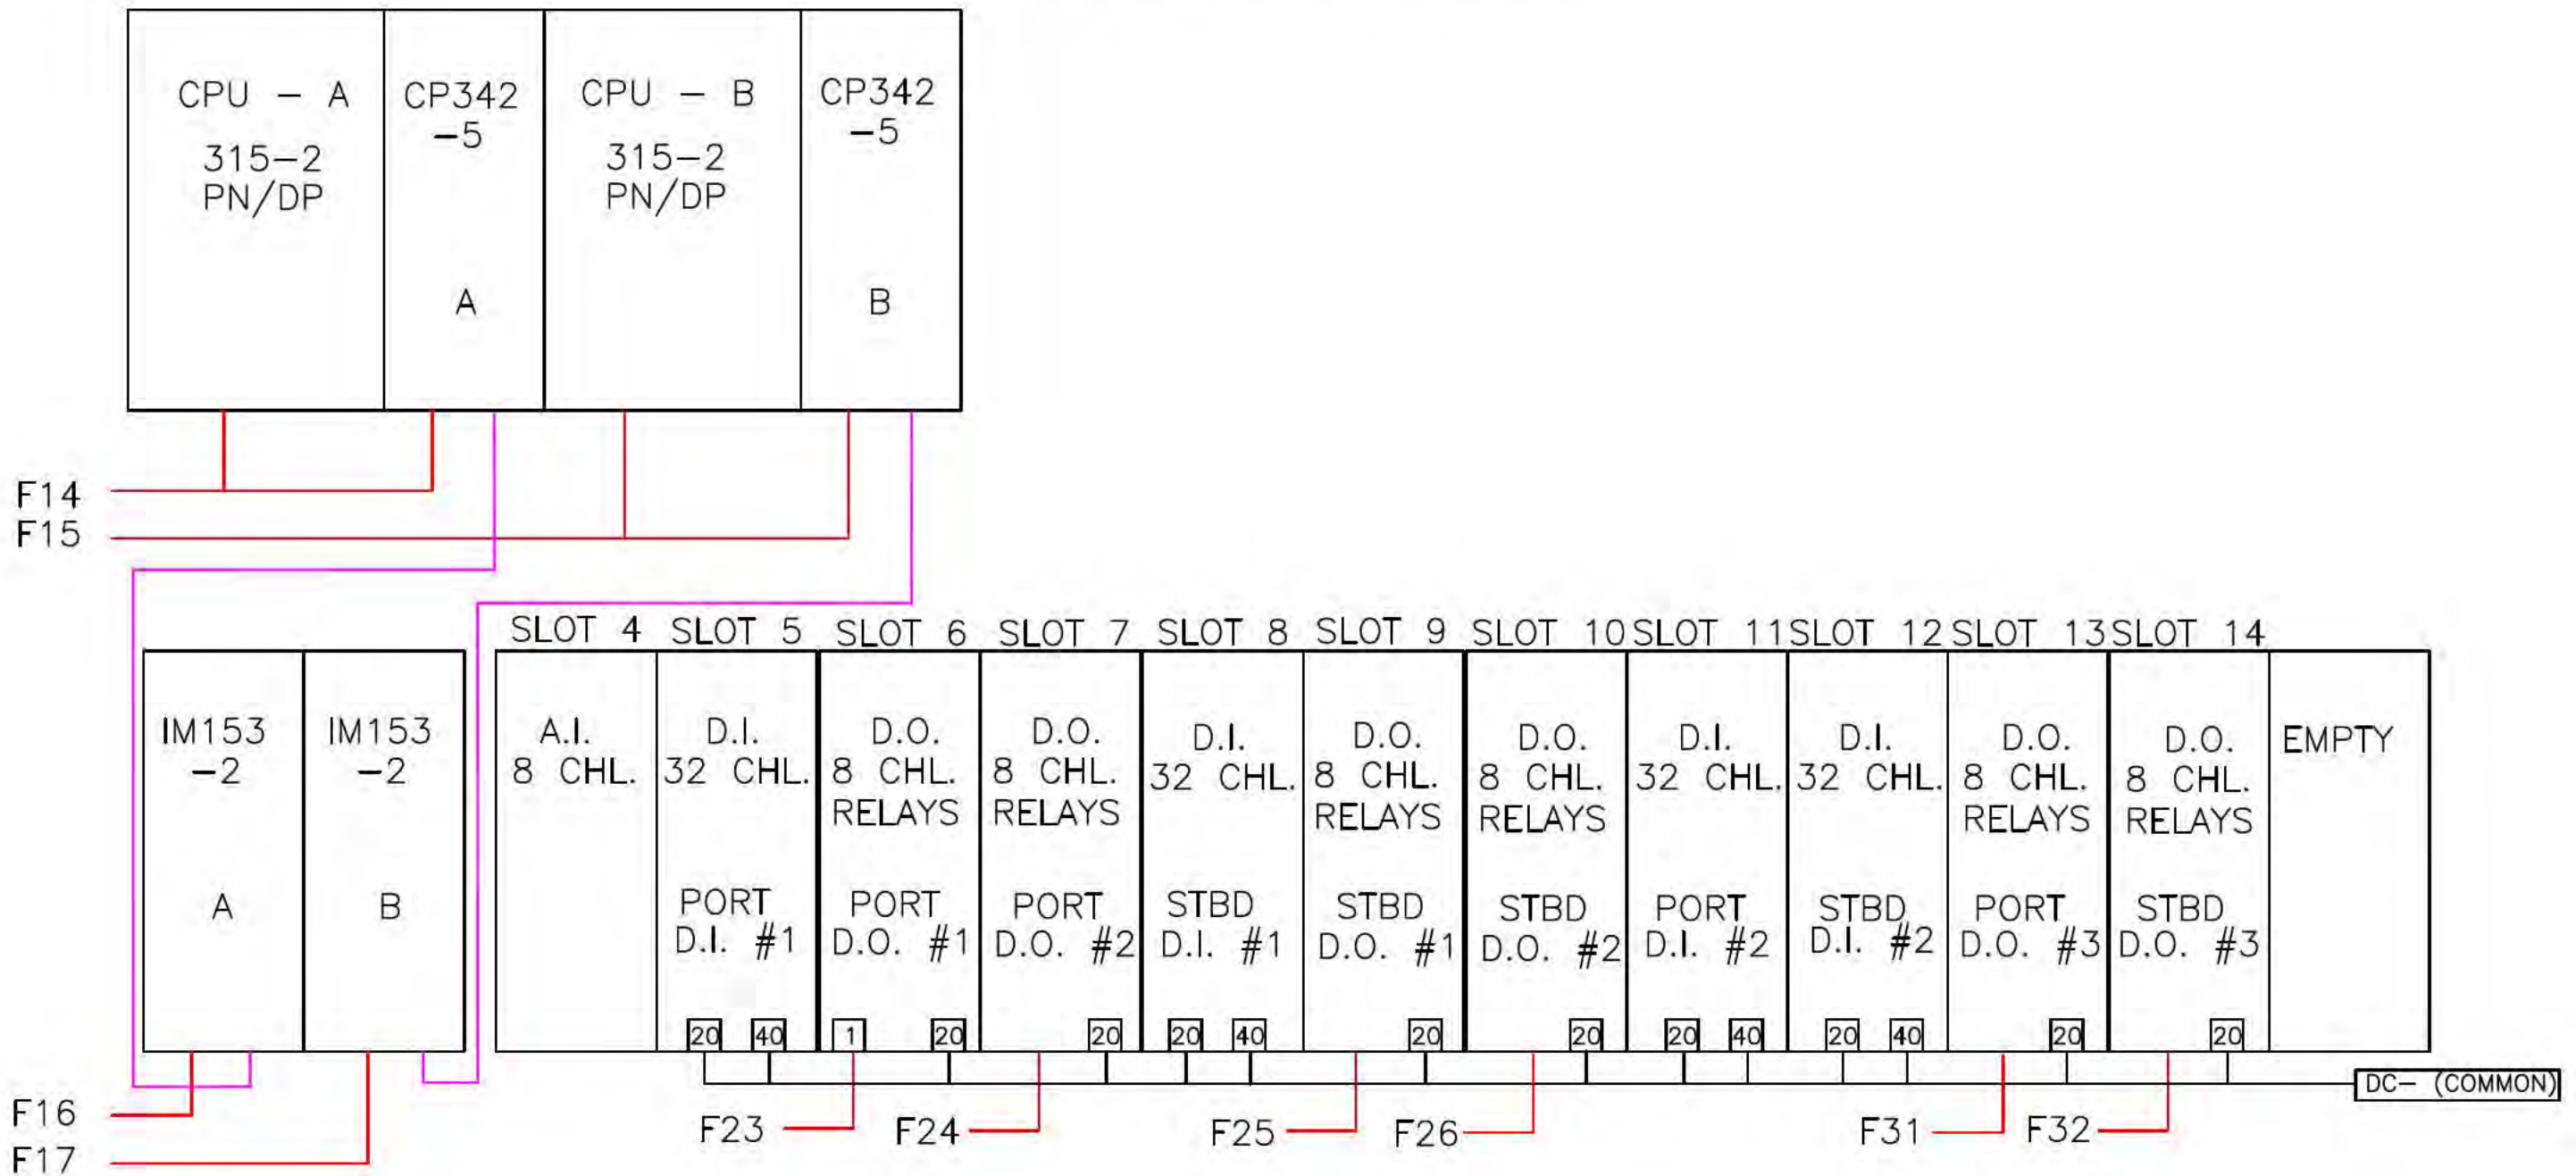 CPU - A
315-2
PN/DP
CP342
-5
A
CPU - B
315-2
PN/DP
CP342
-5
B
F14
F15
SLOT 4
SLOT 5
SLOT 6
SLOT 7
SLOT 8
SLOT 9
SLOT 10
SLOT 11
SLOT 12
SLOT 13
SLOT 14
IM153
-2
A
IM153
-2
B
A.I.
8 CHL.
D.I.
32 CHL.
PORT
D.I. #1
20 40
D.O.
8 CHL.
RELAYS
PORT
D.O. #1
1 20
D.O.
8 CHL.
RELAYS
PORT
D.O. #2
20
D.I.
32 CHL.
STBD
D.I. #1
20 40
D.O.
8 CHL.
RELAYS
STBD
D.O. #1
20
D.O.
8 CHL.
RELAYS
STBD
D.O. #2
20
D.I.
32 CHL.
PORT
D.I. #2
20 40
D.I.
32 CHL.
STBD
D.I. #2
20 40
D.O.
8 CHL.
RELAYS
PORT
D.O. #3
20
D.O.
8 CHL.
RELAYS
STBD
D.O. #3
20
EMPTY
DC- (COMMON)
F16
F17
F23
F24
F25
F26
F31
F32